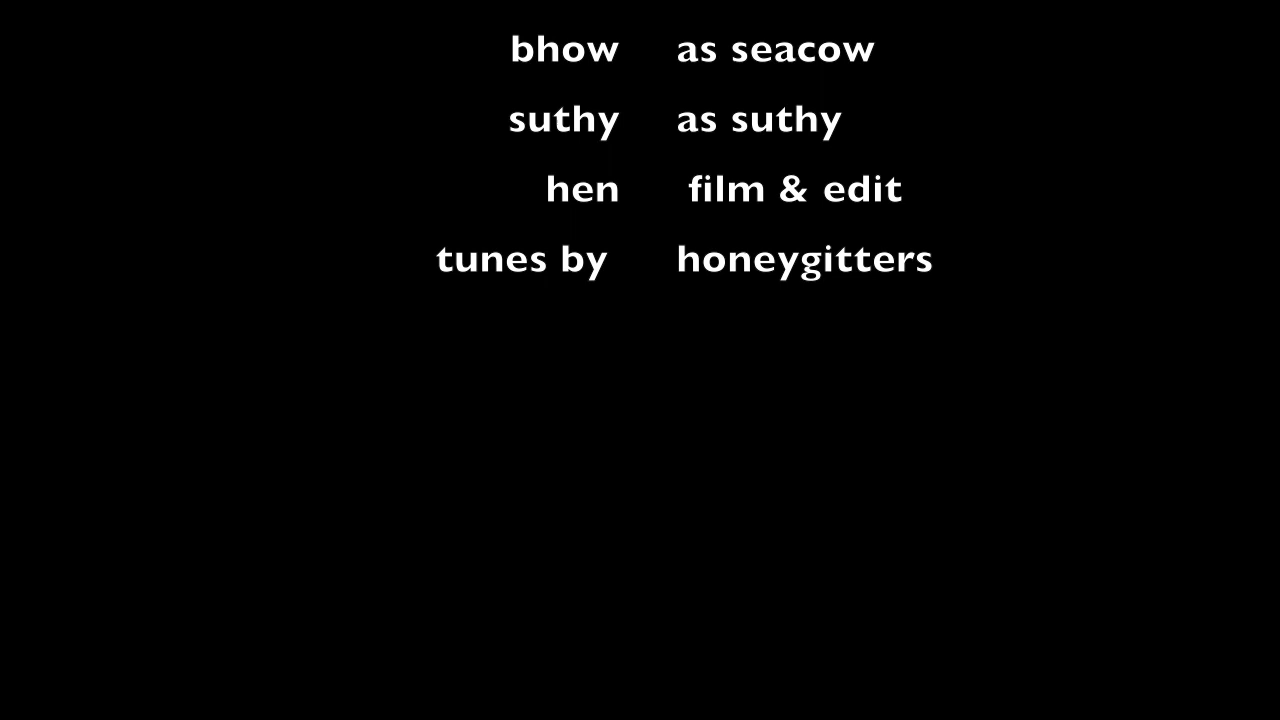 bhow as seacow
suthy as suthy
hen film & edit
tunes by honeygitters